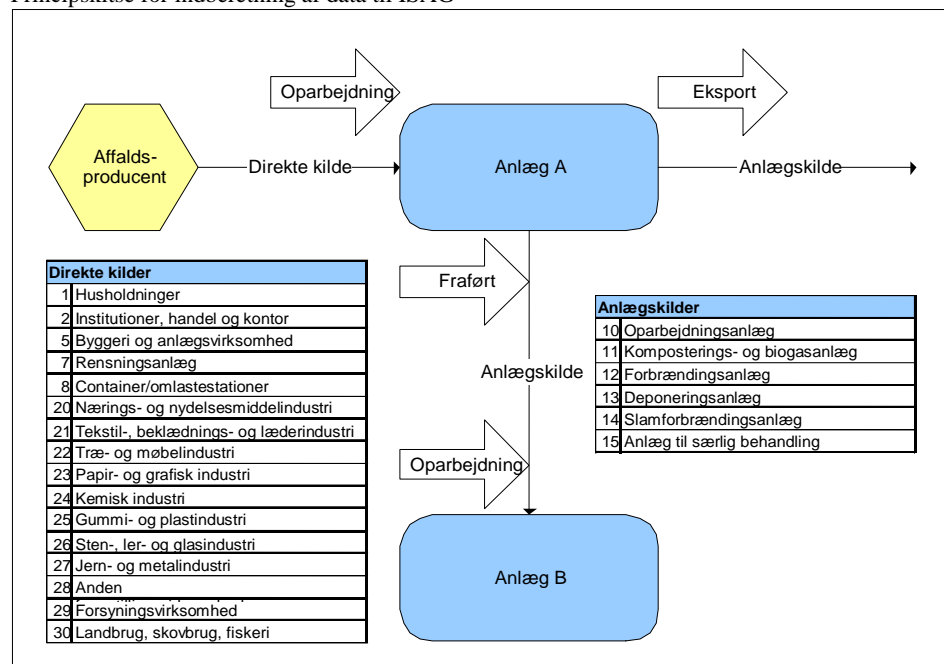 Principskitse for indberetning af data til ISAG
Oparbejdning
Eksport
Affalds-
producent
Direkte kilde
Anlæg A
Anlægskilde
Fraført
Direkte kilder
1 Husholdninger
2 Institutioner, handel og kontor
5 Byggeri og anlægsvirksomhed
7 Rensningsanlæg
8 Container/omlastestationer
20 Nærings- og nydelsesmiddelindustri
21 Tekstil-, beklædnings- og læderindustri
22 Træ- og møbelindustri
23 Papir- og grafisk industri
24 Kemisk industri
25 Gummi- og plastindustri
26 Sten-, ler- og glasindustri
27 Jern- og metalindustri
28 Anden
29 Forsyningsvirksomhed
30 Landbrug, skovbrug, fiskeri
Anlægskilde
Anlægskilder
10 Oparbejdningsanlæg
11 Komposterings- og biogasanlæg
12 Forbrændingsanlæg
13 Deponeringsanlæg
14 Slamforbrændingsanlæg
15 Anlæg til særlig behandling
Oparbejdning
Anlæg B